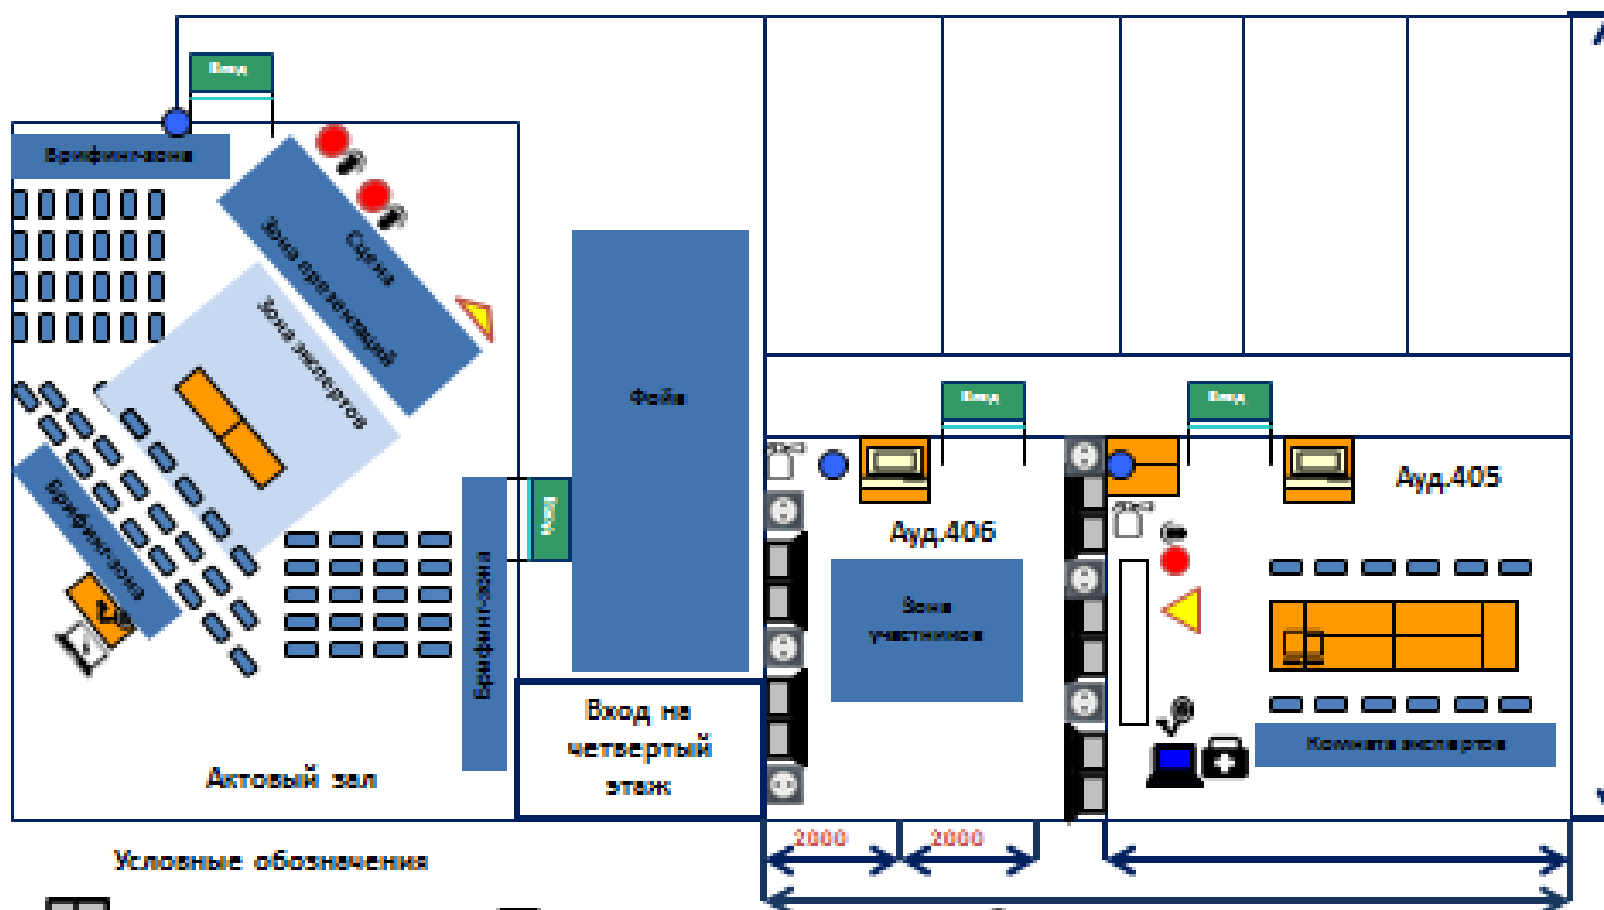 Вход
Брифинг-зона
Сцена
Зона презентаций
Зона экспертов
Брифинг-зона
Вход
Брифинг-зона
Фойе
Вход на
четвертый
этаж
Актовый зал
Вход
Вход
Ауд.405
Ауд.406
Зона
участников
Комната экспертов
2000
2000
Условные обозначения